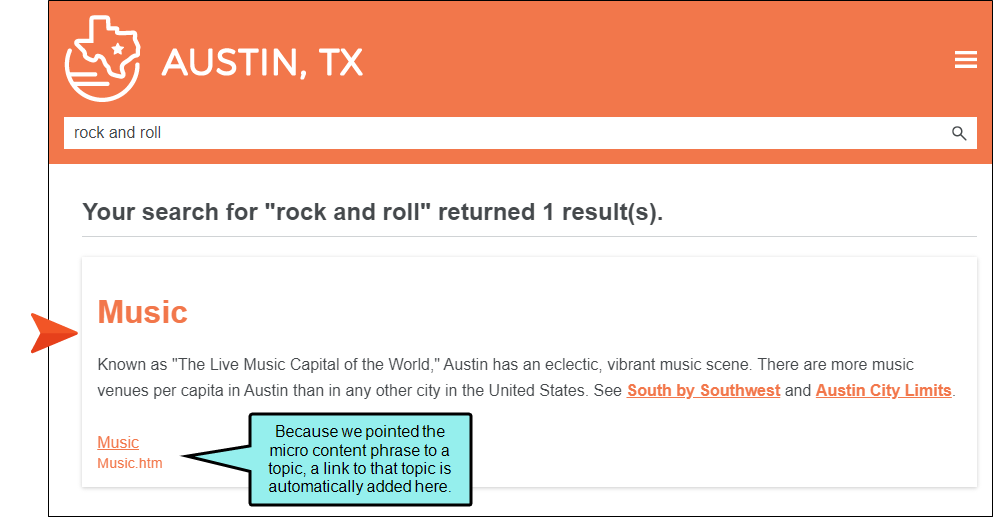 AUSTIN, TX
rock and roll
Your search for "rock and roll" returned 1 result(s).
Music
Known as "The Live Music Capital of the World," Austin has an eclectic, vibrant music scene. There are more music
venues per capita in Austin than in any other city in the United States. See South by Southwest and Austin City Limits.
Music
Music.htm
Because we pointed the
micro content phrase to a
topic, a link to that topic is
automatically added here.